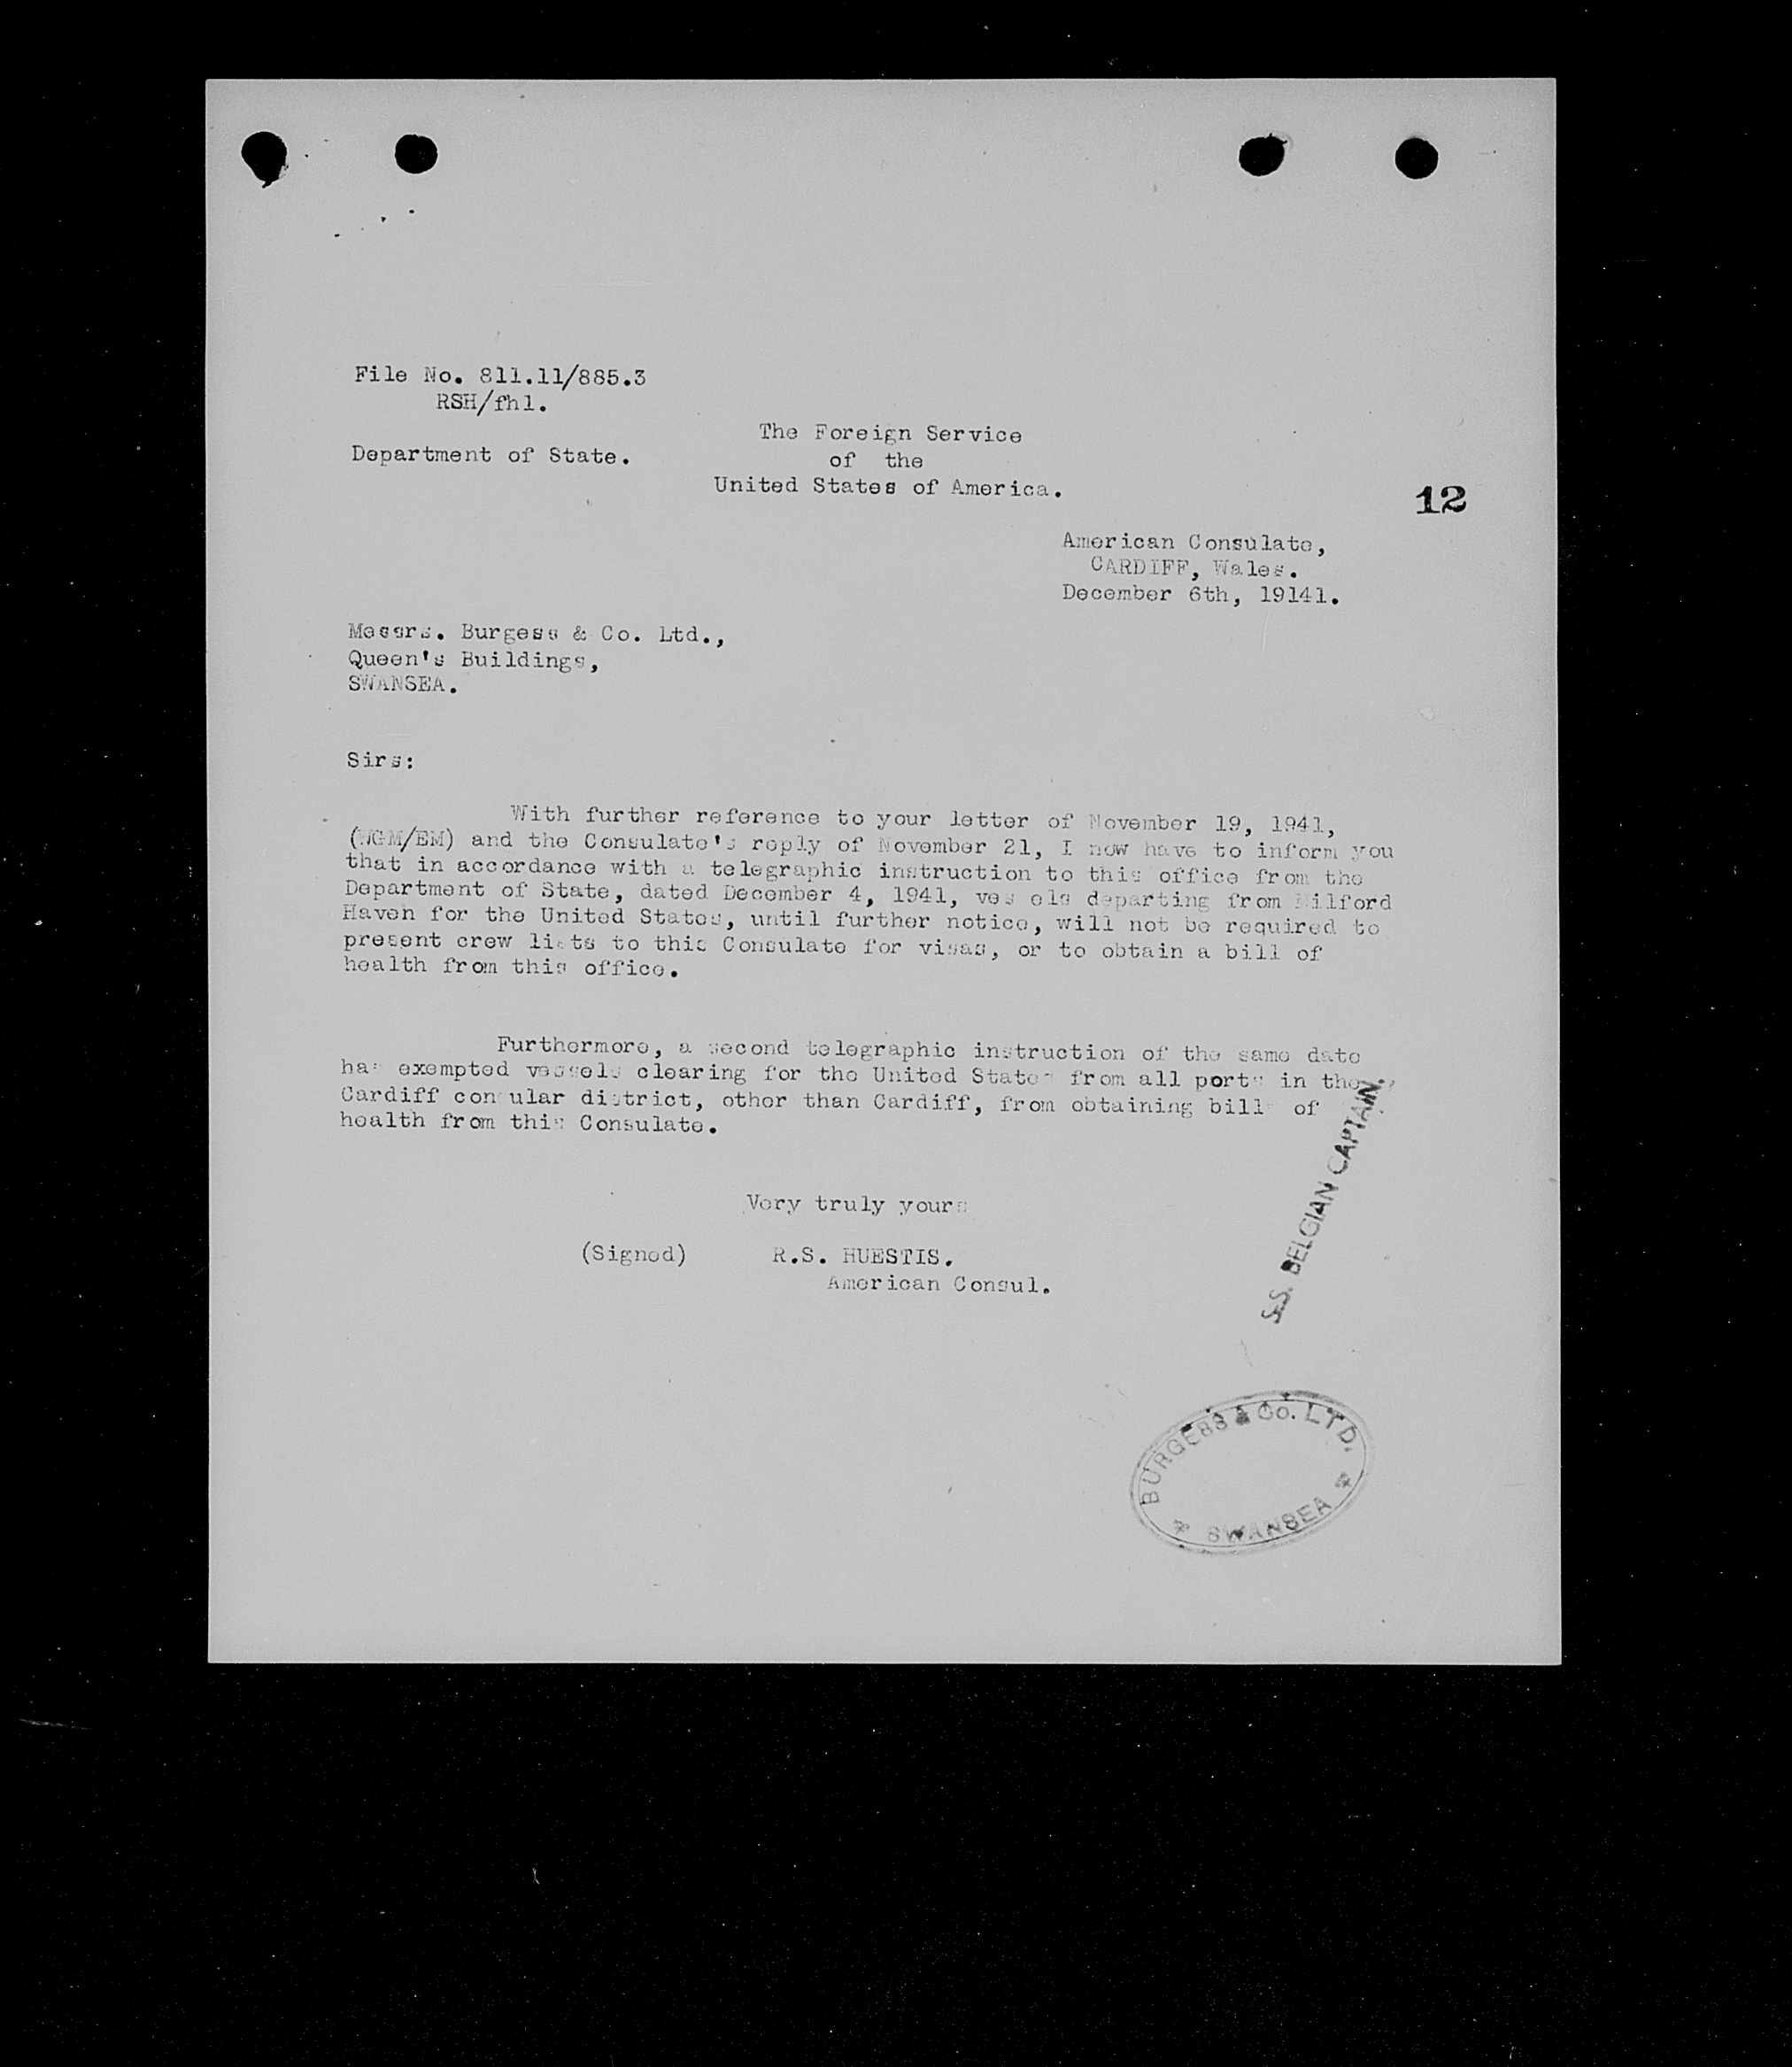 File No. 811.11/885.3
RSH/fhl.
The Foreign Service
Department of State.
of the
United States of America.
12
American Consulate,
CARDIFF, Wales.
December 6th, 19141.
Messrs. Burgess & Co. Ltd.,
Queen's Buildings,
SWANSEA.
Sirs:
With further reference to your letter of November 19, 1941,
(WGM/EM) and the Consulate's reply of November 21, I now have to inform you
that in accordance with a telegraphic instruction to this office from the
Department of State, dated December 4, 1941, vessels departing from Milford
Haven for the United States, until further notice, will not be required to
present crew lists to this Consulate for visas, or to obtain a bill of
health from this office.
Furthermore, a second telegraphic instruction of the same date
has exempted vessels clearing for the United States from all ports in the
Cardiff consular district, other than Cardiff, from obtaining bills of
health from this Consulate.
Very truly yours
(Signed) R.S. HUESTIS.
American Consul.
S.S. BELGIAN CAPTAIN.
BURGESS & Co. LTD.
SWANSEA